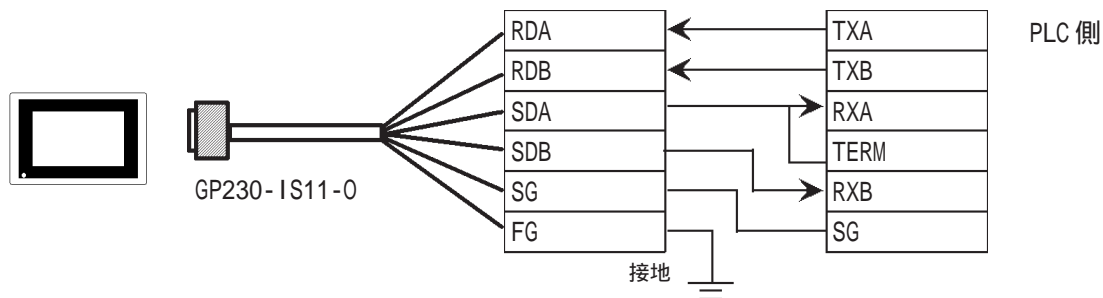 RDA
RDB
SDA
SDB
SG
FG
TXA
TXB
RXA
TERM
RXB
SG
PLC 側
GP230-IS11-O
接地